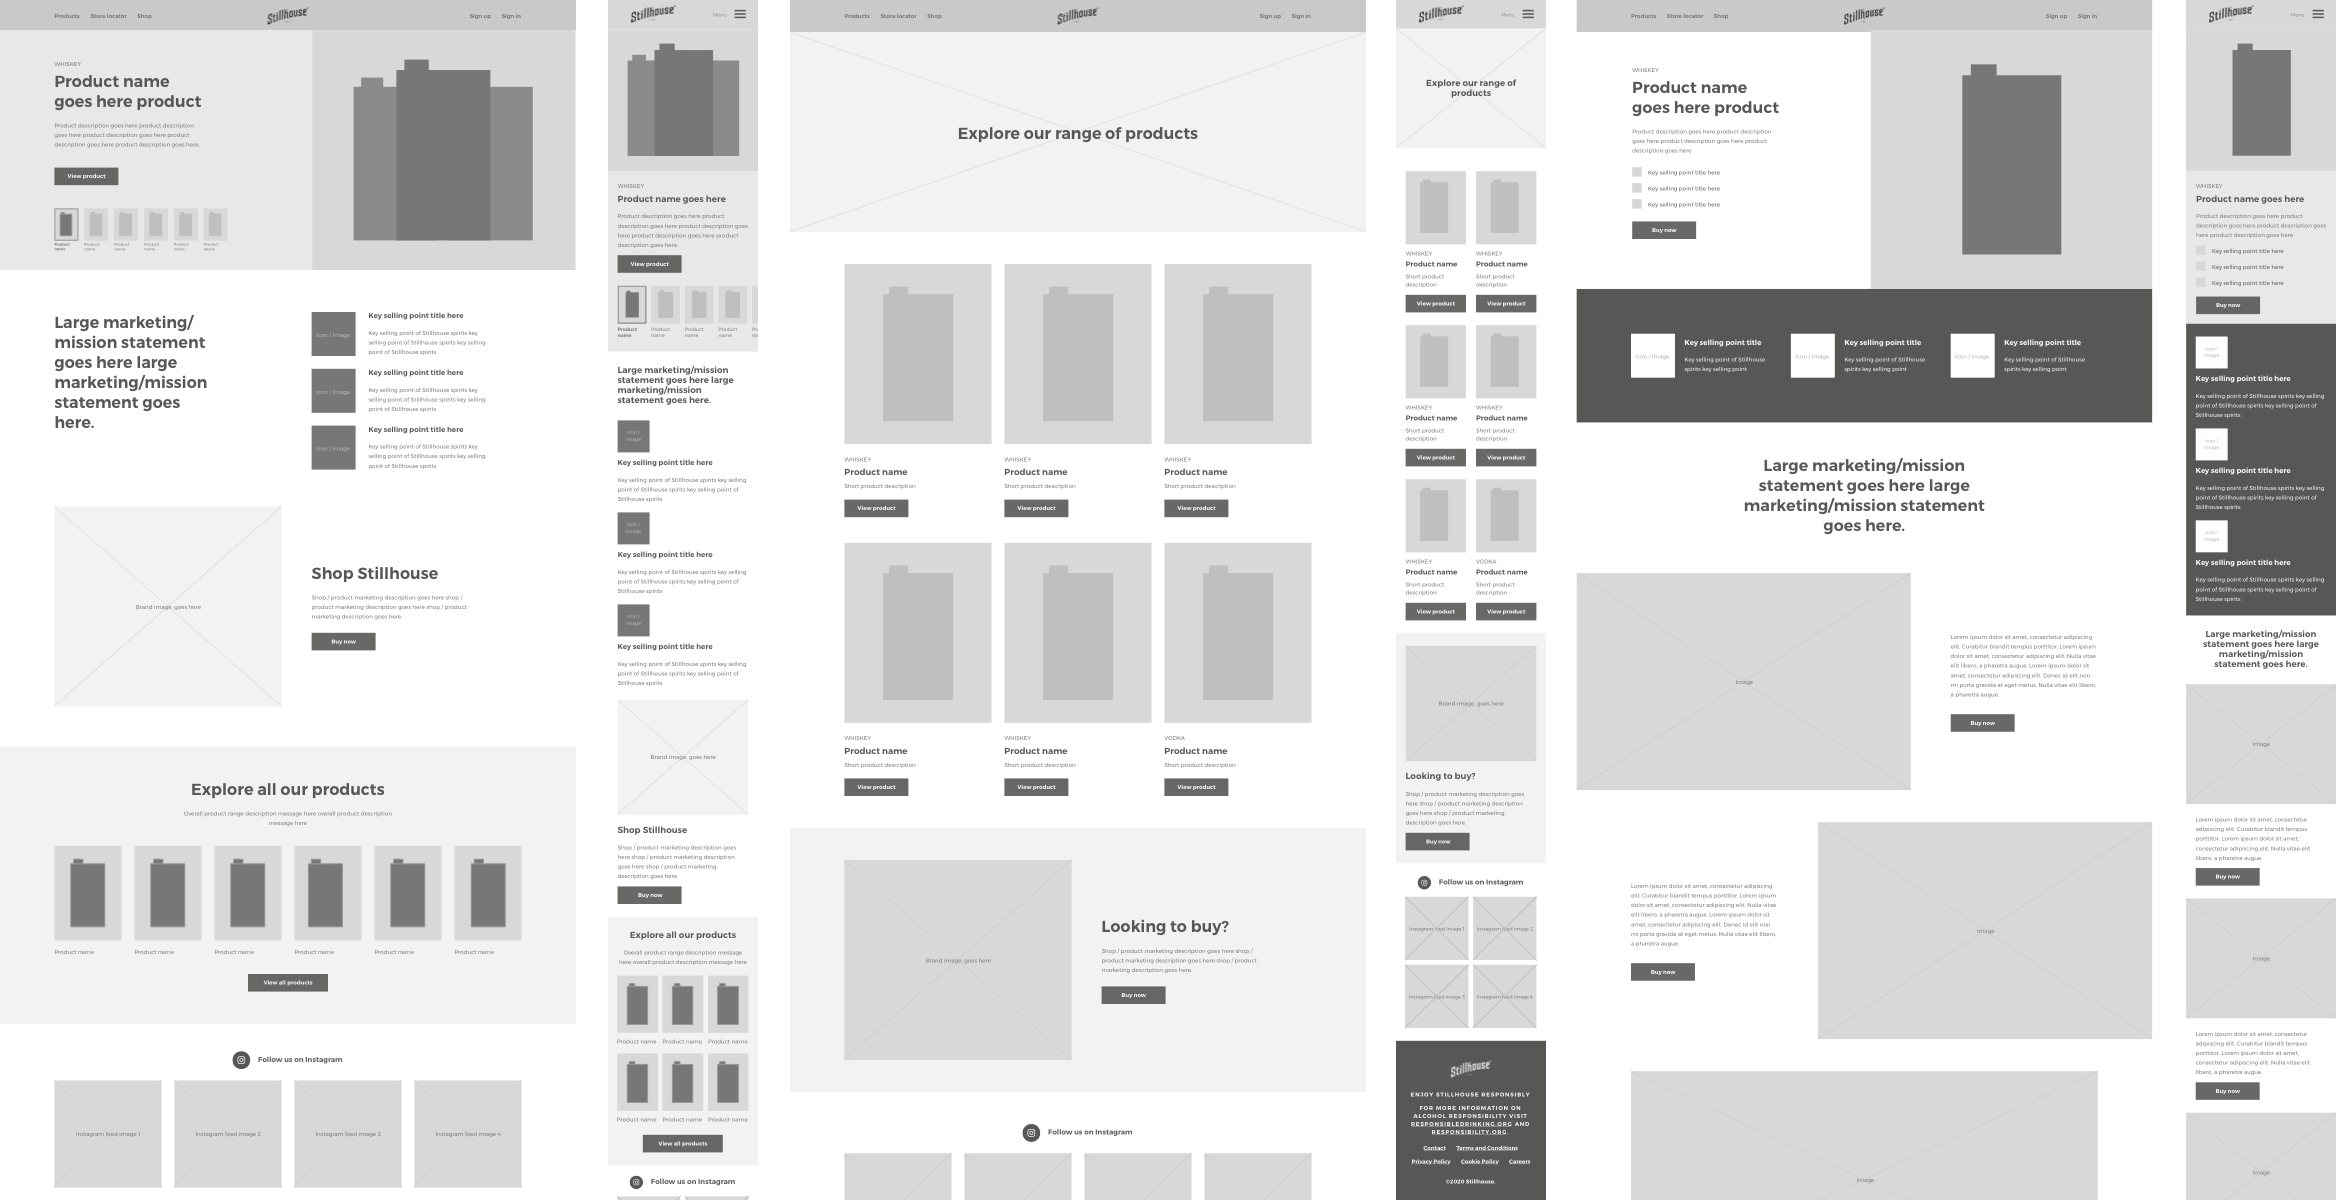 Products Store locator Shop
Stillhouse
Sign up Sign in
WHISKEY
Product name
goes here product
Product description goes here product description
goes here product description goes here product
description goes here product description goes here.
View product
Product
name
Product
name
Product
name
Product
name
Product
name
Product
name
Large marketing/
mission statement
goes here large
marketing/mission
statement goes
here.
Icon / Image
Key selling point title here
Key selling point of Stillhouse spirits key
selling point of Stillhouse spirits key selling
point of Stillhouse spirits
Icon / Image
Key selling point title here
Key selling point of Stillhouse spirits key
selling point of Stillhouse spirits key selling
point of Stillhouse spirits
Icon / Image
Key selling point title here
Key selling point of Stillhouse spirits key
selling point of Stillhouse spirits key selling
point of Stillhouse spirits
Brand image, goes here
Shop Stillhouse
Shop / product marketing description goes here shop /
product marketing description goes here shop / product
marketing description goes here.
Buy now
Explore all our products
Overall product range description message here overall product description
message here
Product name
Product name
Product name
Product name
Product name
Product name
View all products
Follow us on Instagram
Instagram feed image 1
Instagram feed image 2
Instagram feed image 3
Instagram feed image 4
Stillhouse
Menu
WHISKEY
Product name goes here
Product description goes here product
description goes here product description goes
here product description goes here product
description goes here.
View product
Product
name
Product
name
Product
name
Product
name
Pr
na
Large marketing/mission
statement goes here large
marketing/mission
statement goes here.
Icon /
Image
Key selling point title here
Key selling point of Stillhouse spirits key selling
point of Stillhouse spirits key selling point of
Stillhouse spirits
Icon /
Image
Key selling point title here
Key selling point of Stillhouse spirits key selling
point of Stillhouse spirits key selling point of
Stillhouse spirits
Icon /
Image
Key selling point title here
Key selling point of Stillhouse spirits key selling
point of Stillhouse spirits key selling point of
Stillhouse spirits
Brand image, goes here
Shop Stillhouse
Shop / product marketing description goes
here shop / product marketing description
goes here shop / product marketing
description goes here.
Buy now
Explore all our products
Overall product range description message
here overall product description message here
Product name
Product name
Product name
Product name
Product name
Product name
View all products
Follow us on Instagram
Products Store locator Shop
Stillhouse
Sign up Sign in
Explore our range of products
WHISKEY
Product name
Short product description
View product
WHISKEY
Product name
Short product description
View product
WHISKEY
Product name
Short product description
View product
WHISKEY
Product name
Short product description
View product
WHISKEY
Product name
Short product description
View product
VODKA
Product name
Short product description
View product
Brand image, goes here
Looking to buy?
Shop / product marketing description goes here shop /
product marketing description goes here shop / product
marketing description goes here.
Buy now
Follow us on Instagram
Stillhouse
Menu
Explore our range of
products
WHISKEY
Product name
Short product
description
View product
WHISKEY
Product name
Short product
description
View product
WHISKEY
Product name
Short product
description
View product
WHISKEY
Product name
Short product
description
View product
WHISKEY
Product name
Short product
description
View product
VODKA
Product name
Short product
description
View product
Brand image, goes here
Looking to buy?
Shop / product marketing description goes
here shop / product marketing description
goes here shop / product marketing
description goes here.
Buy now
Follow us on Instagram
Instagram feed image 1
Instagram feed image 2
Instagram feed image 3
Instagram feed image 4
Stillhouse
ENJOY STILLHOUSE RESPONSIBLY
FOR MORE INFORMATION ON
ALCOHOL RESPONSIBILITY VISIT
RESPONSIBLEDRINKING.ORG AND
RESPONSIBILITY.ORG.
Contact Terms and Conditions
Privacy Policy Cookie Policy Careers
©2020 Stillhouse.
Products Store locator Shop
Stillhouse
Sign up Sign in
WHISKEY
Product name
goes here product
Product description goes here product description
goes here product description goes here product
description goes here
Key selling point title here
Key selling point title here
Key selling point title here
Buy now
Icon / Image
Key selling point title
Key selling point of Stillhouse
spirits key selling point
Icon / Image
Key selling point title
Key selling point of Stillhouse
spirits key selling point
Icon / Image
Key selling point title
Key selling point of Stillhouse
spirits key selling point
Large marketing/mission
statement goes here large
marketing/mission statement
goes here.
Image
Lorem ipsum dolor sit amet, consectetur adipiscing
elit. Curabitur blandit tempus porttitor. Lorem ipsum
dolor sit amet, consectetur adipiscing elit. Nulla vitae
elit libero, a pharetra augue. Lorem ipsum dolor sit
amet, consectetur adipiscing elit. Donec id elit non
mi porta gravida at eget metus. Nulla vitae elit libero,
a pharetra augue.
Buy now
Lorem ipsum dolor sit amet, consectetur adipiscing
elit. Curabitur blandit tempus porttitor. Lorem ipsum
dolor sit amet, consectetur adipiscing elit. Nulla vitae
elit libero, a pharetra augue. Lorem ipsum dolor sit
amet, consectetur adipiscing elit. Donec id elit non
mi porta gravida at eget metus. Nulla vitae elit libero,
a pharetra augue.
Buy now
Image
Image
Stillhouse
Menu
WHISKEY
Product name goes here
Product description goes here product
description goes here product description goes
here product description goes here
Key selling point title here
Key selling point title here
Key selling point title here
Buy now
Icon /
Image
Key selling point title here
Key selling point of Stillhouse spirits key selling
point of Stillhouse spirits key selling point of
Stillhouse spirits
Icon /
Image
Key selling point title here
Key selling point of Stillhouse spirits key selling
point of Stillhouse spirits key selling point of
Stillhouse spirits
Icon /
Image
Key selling point title here
Key selling point of Stillhouse spirits key selling
point of Stillhouse spirits key selling point of
Stillhouse spirits
Large marketing/mission
statement goes here large
marketing/mission
statement goes here.
Image
Lorem ipsum dolor sit amet, consectetur
adipiscing elit. Curabitur blandit tempus
porttitor. Lorem ipsum dolor sit amet,
consectetur adipiscing elit. Nulla vitae elit
libero, a pharetra augue.
Buy now
Image
Lorem ipsum dolor sit amet, consectetur
adipiscing elit. Curabitur blandit tempus
porttitor. Lorem ipsum dolor sit amet,
consectetur adipiscing elit. Nulla vitae elit
libero, a pharetra augue.
Buy now
Image